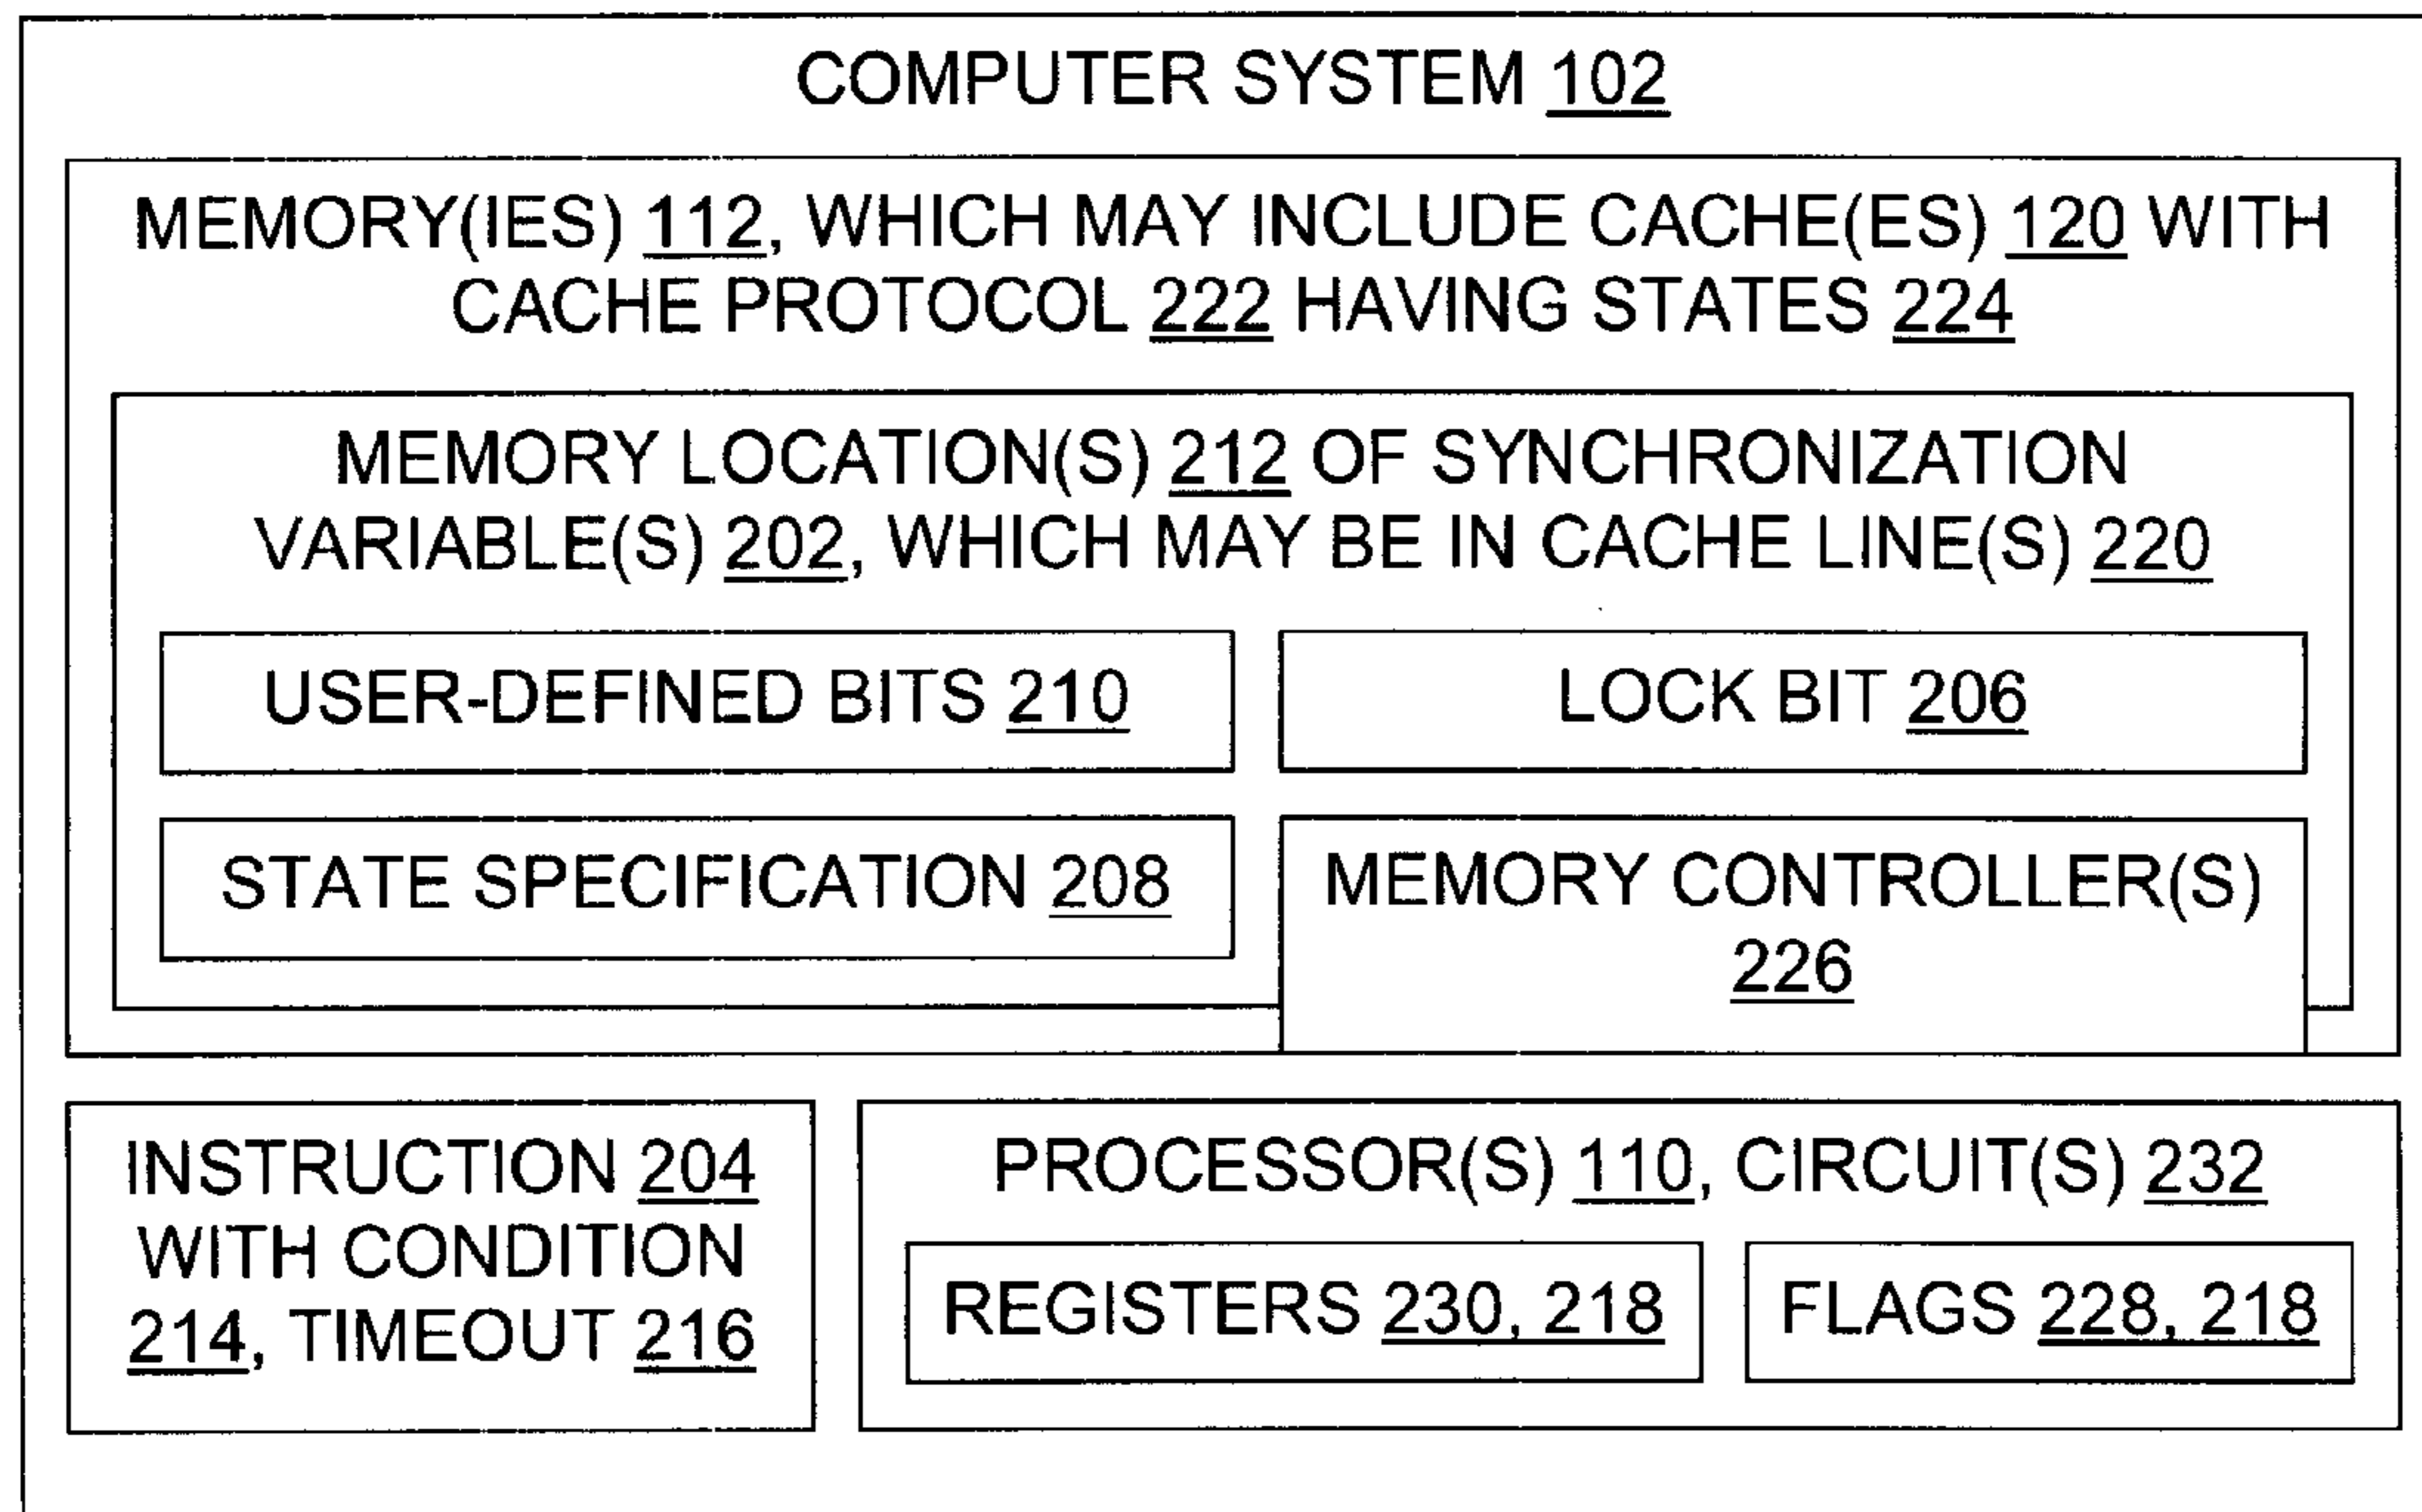 COMPUTER SYSTEM 102
MEMORY(IES) 112, WHICH MAY INCLUDE CACHE(ES) 120 WITH
CACHE PROTOCOL 222 HAVING STATES 224
MEMORY LOCATION(S) 212 OF SYNCHRONIZATION
VARIABLE(S) 202, WHICH MAY BE IN CACHE LINE(S) 220
USER-DEFINED BITS 210
LOCK BIT 206
STATE SPECIFICATION 208
MEMORY CONTROLLER(S)
226
INSTRUCTION 204
WITH CONDITION
214, TIMEOUT 216
PROCESSOR(S) 110, CIRCUIT(S) 232
REGISTERS 230, 218
FLAGS 228, 218